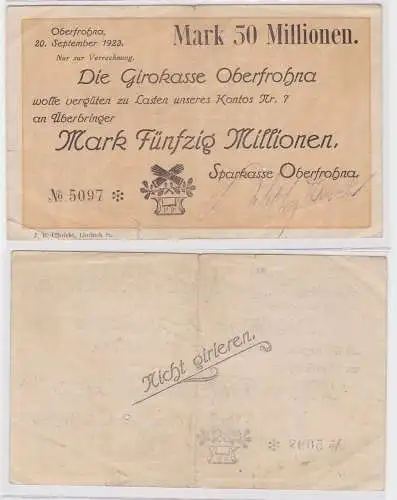 Oberfrohna,
20. September 1923.
Mark 50 Millionen.
Nur zur Verrechnung.
Die Girokasse Oberfrohna
wolle vergüten zu Lasten unseres Kontos Nr. 7
an Überbringer
Mark Fünfzig Millionen,
Sparkasse Oberfrohna.
№ 5097 ✻
Nicht girieren.